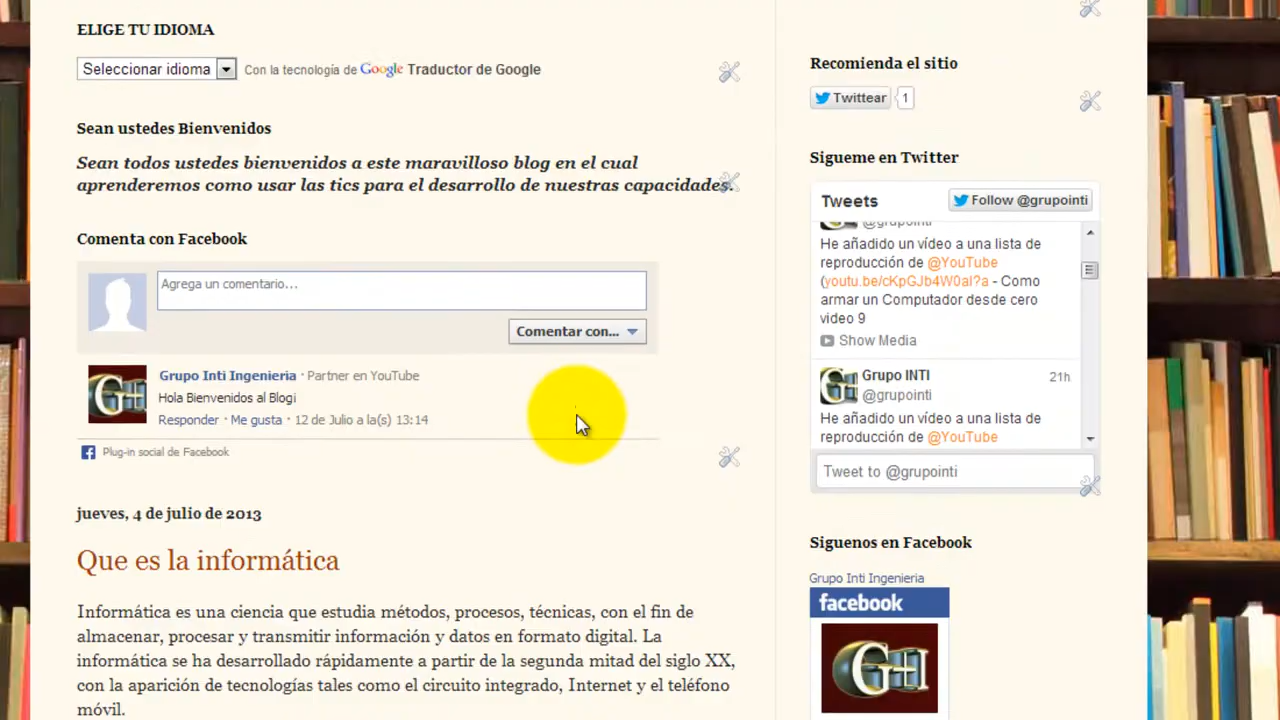 ELIGE TU IDIOMA
Seleccionar idioma
Con la tecnología de Google Traductor de Google
Sean ustedes Bienvenidos
Sean todos ustedes bienvenidos a este maravilloso blog en el cual
aprenderemos como usar las tics para el desarrollo de nuestras capacidades.
Comenta con Facebook
Agrega un comentario...
Comentar con...
Grupo Inti Ingenieria · Partner en YouTube
Hola Bienvenidos al Blogi
Responder · Me gusta · 12 de Julio a la(s) 13:14
Plug-in social de Facebook
jueves, 4 de julio de 2013
Que es la informática
Informática es una ciencia que estudia métodos, procesos, técnicas, con el fin de
almacenar, procesar y transmitir información y datos en formato digital. La
informática se ha desarrollado rápidamente a partir de la segunda mitad del siglo XX,
con la aparición de tecnologías tales como el circuito integrado, Internet y el teléfono
móvil.
Recomienda el sitio
Twittear 1
Sigueme en Twitter
Tweets
Follow @grupointi
@grupointi
He añadido un vídeo a una lista de
reproducción de @YouTube
(youtu.be/cKpGJb4W0aI?a - Como
armar un Computador desde cero
video 9
Show Media
Grupo INTI 21h
@grupointi
He añadido un vídeo a una lista de
reproducción de @YouTube
Tweet to @grupointi
Siguenos en Facebook
Grupo Inti Ingenieria
facebook
GHI